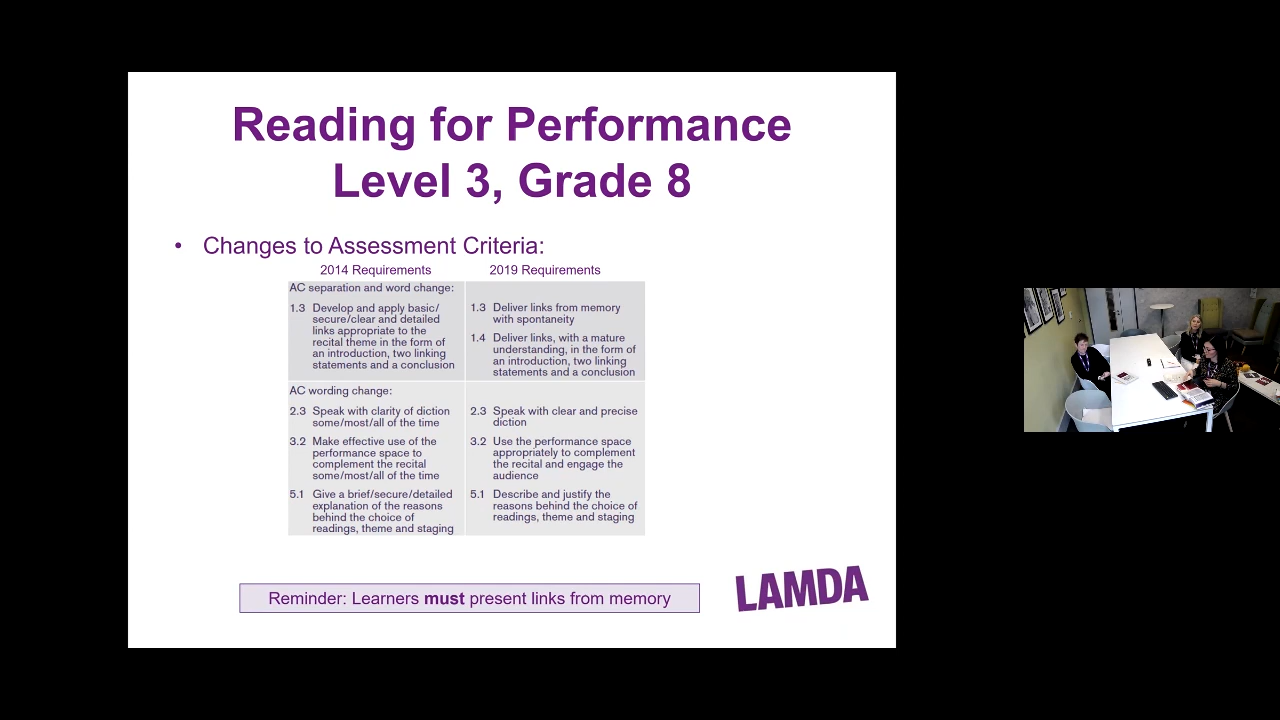 Reading for Performance
Level 3, Grade 8
• Changes to Assessment Criteria:
2014 Requirements
2019 Requirements
AC separation and word change:
1.3 Develop and apply basic/
secure/clear and detailed
links appropriate to the
recital theme in the form of
an introduction, two linking
statements and a conclusion
1.3 Deliver links from memory
with spontaneity
1.4 Deliver links, with a mature
understanding, in the form of
an introduction, two linking
statements and a conclusion
AC wording change:
2.3 Speak with clarity of diction
some/most/all of the time
2.3 Speak with clear and precise
diction
3.2 Make effective use of the
performance space to
complement the recital
some/most/all of the time
3.2 Use the performance space
appropriately to complement
the recital and engage the
audience
5.1 Give a brief/secure/detailed
explanation of the reasons
behind the choice of
readings, theme and staging
5.1 Describe and justify the
reasons behind the choice of
readings, theme and staging
Reminder: Learners must present links from memory
LAMDA